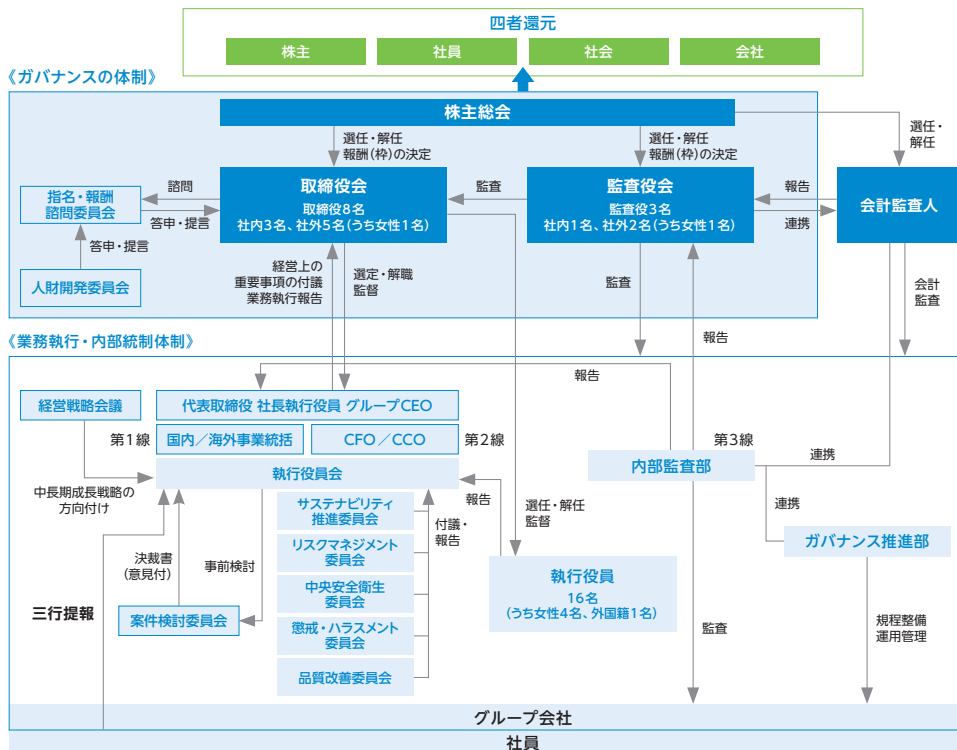 四者還元
株主
社員
社会
会社
《ガバナンスの体制》
株主総会
選任・解任
報酬（枠）の決定
選任・解任
報酬（枠）の決定
選任・
解任
指名・報酬
諮問委員会
諮問
答申・提言
取締役会
取締役8名
社内3名、社外5名（うち女性1名）
監査
監査役会
監査役3名
社内1名、社外2名（うち女性1名）
報告
連携
会計監査人
答申・提言
人財開発委員会
経営上の
重要事項の付議
業務執行報告
選定・解職
監督
監査
報告
会計
監査
《業務執行・内部統制体制》
報告
経営戦略会議
代表取締役 社長執行役員 グループCEO
第1線
国内／海外事業統括
CFO／CCO
第2線
第3線
執行役員会
内部監査部
連携
中長期成長戦略の
方向付け
サステナビリティ
推進委員会
リスクマネジメント
委員会
中央安全衛生
委員会
懲戒・ハラスメント
委員会
品質改善委員会
付議・
報告
報告
選任・解任
監督
連携
ガバナンス推進部
決裁書
（意見付）
事前検討
執行役員
16名
（うち女性4名、外国籍1名）
三行提報
案件検討委員会
監査
規程整備
運用管理
グループ会社
社員